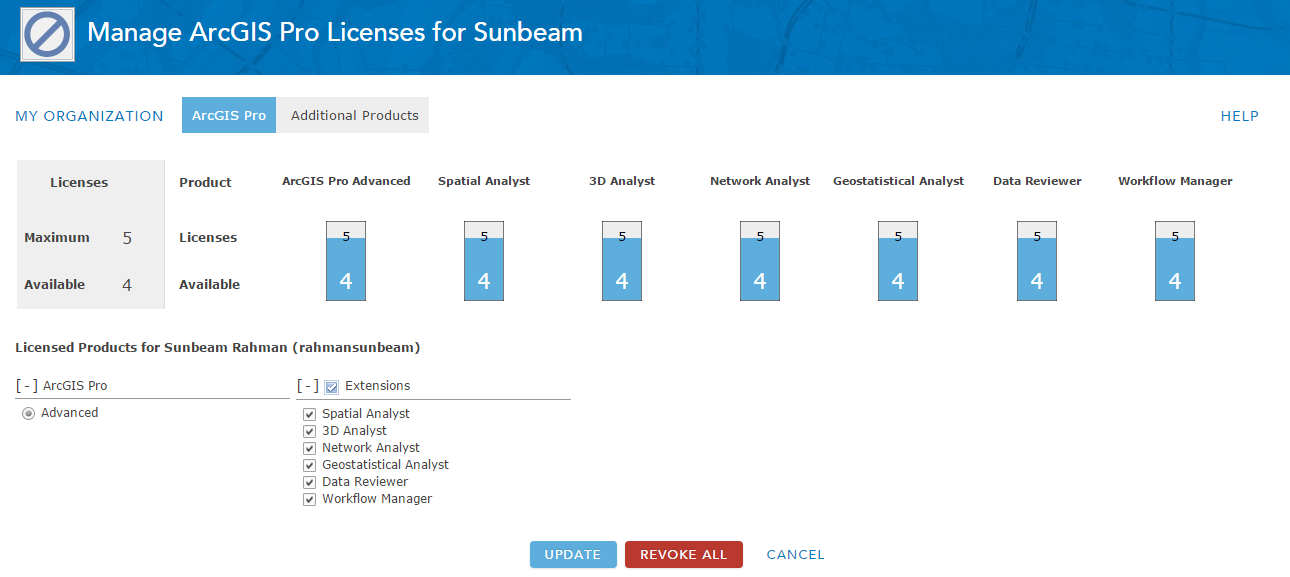 Manage ArcGIS Pro Licenses for Sunbeam
MY ORGANIZATION ArcGIS Pro Additional Products HELP
Licenses Product ArcGIS Pro Advanced Spatial Analyst 3D Analyst Network Analyst Geostatistical Analyst Data Reviewer Workflow Manager
Maximum 5 Licenses 5 5 5 5 5 5 5
Available 4 Available 4 4 4 4 4 4 4
Licensed Products for Sunbeam Rahman (rahmansunbeam)
[-] ArcGIS Pro [-] Extensions
Advanced Spatial Analyst
3D Analyst
Network Analyst
Geostatistical Analyst
Data Reviewer
Workflow Manager
UPDATE REVOKE ALL CANCEL